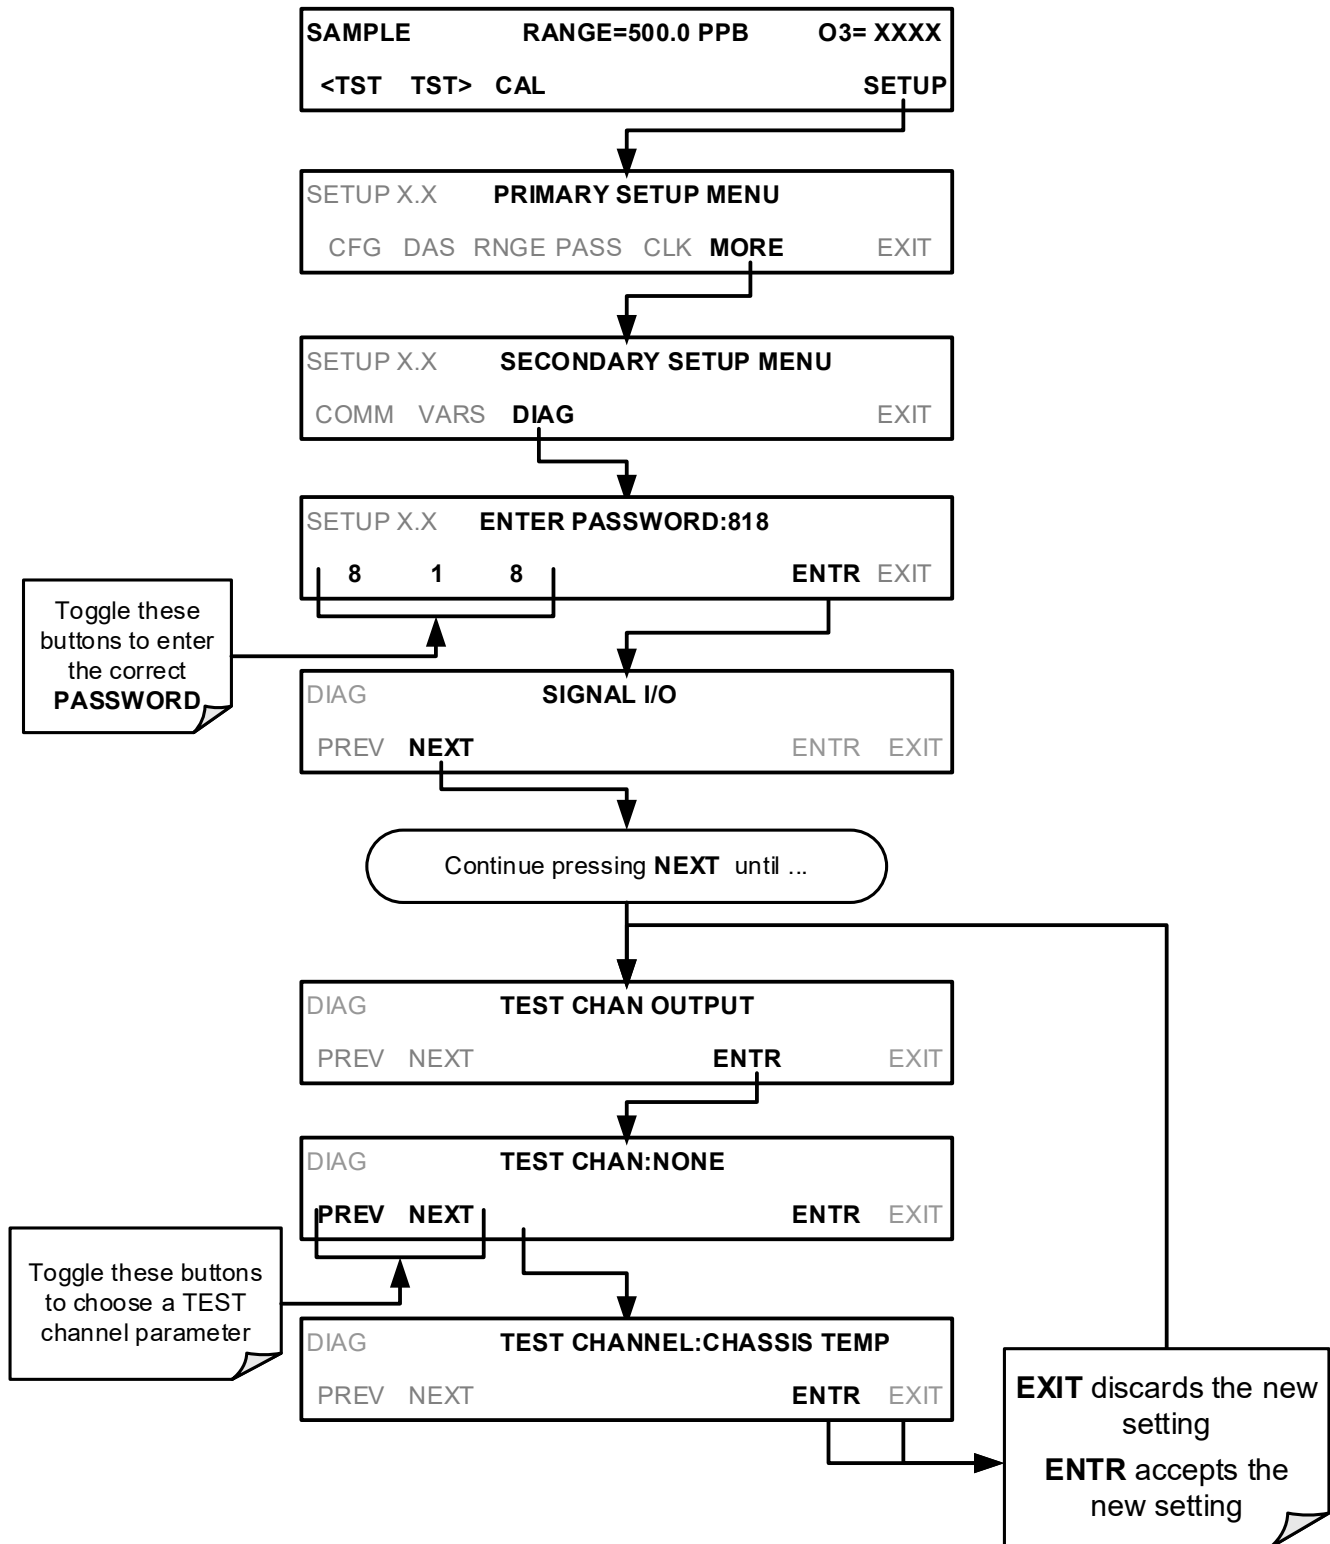 SAMPLE RANGE=500.0 PPB O3= XXXX
<TST TST> CAL SETUP
SETUP X.X PRIMARY SETUP MENU
CFG DAS RNGE PASS CLK MORE EXIT
SETUP X.X SECONDARY SETUP MENU
COMM VARS DIAG EXIT
SETUP X.X ENTER PASSWORD:818
8 1 8 ENTR EXIT
Toggle these
buttons to enter
the correct
PASSWORD
DIAG SIGNAL I/O
PREV NEXT ENTR EXIT
Continue pressing NEXT until ...
DIAG TEST CHAN OUTPUT
PREV NEXT ENTR EXIT
DIAG TEST CHAN:NONE
PREV NEXT ENTR EXIT
Toggle these buttons
to choose a TEST
channel parameter
DIAG TEST CHANNEL:CHASSIS TEMP
PREV NEXT ENTR EXIT
EXIT discards the new
setting
ENTR accepts the
new setting